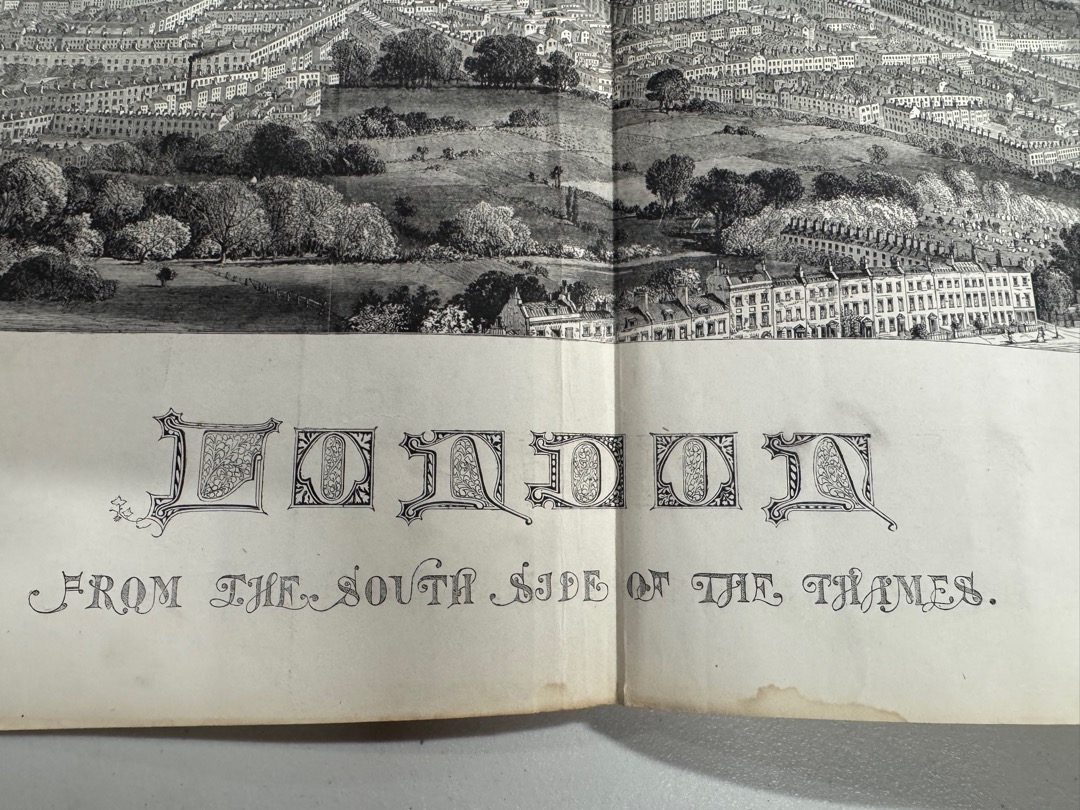 LONDON
FROM THE SOUTH SIDE OF THE THAMES.